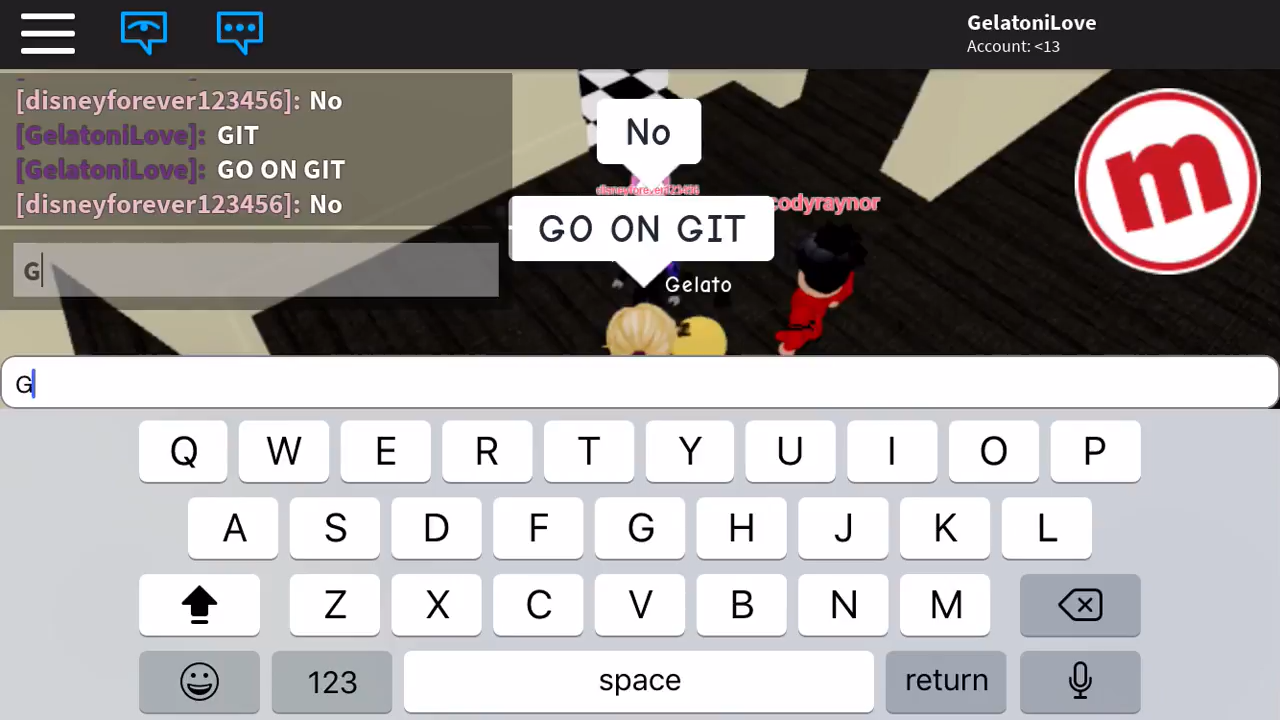 GelatoniLove
Account: <13
[disneyforever123456]: No
[GelatoniLove]: GIT
[GelatoniLove]: GO ON GIT
[disneyforever123456]: No
G
No
disneyforever123456
GO ON GIT
codyraynor
Gelato
m
G
Q W E R T Y U I O P
A S D F G H J K L
Z X C V B N M
123 space return